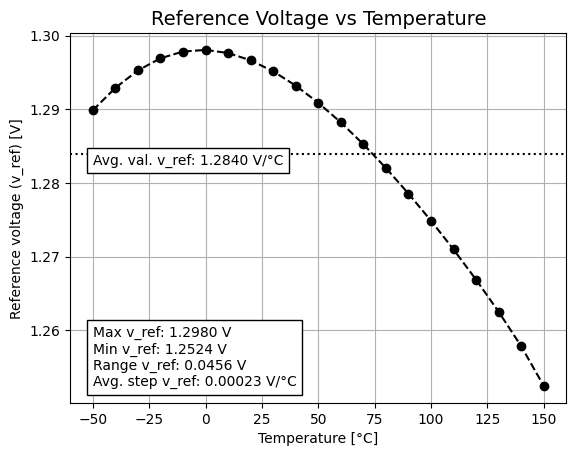 Reference Voltage vs Temperature
Reference voltage (v_ref) [V]
1.30
1.29
1.28
1.27
1.26
Avg. val. v_ref: 1.2840 V/°C
Max v_ref: 1.2980 V
Min v_ref: 1.2524 V
Range v_ref: 0.0456 V
Avg. step v_ref: 0.00023 V/°C
−50 −25 0 25 50 75 100 125 150
Temperature [°C]